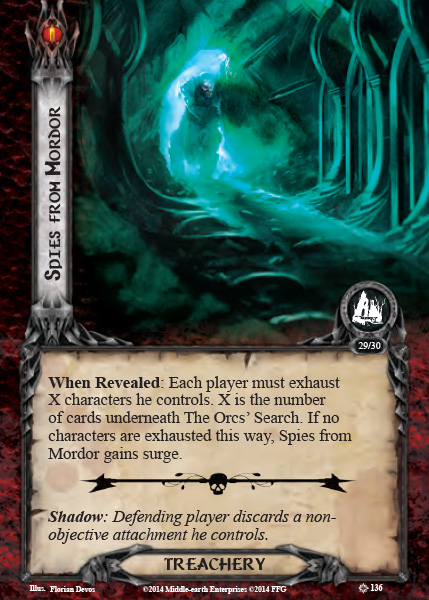 Spies from Mordor
29/30
When Revealed: Each player must exhaust
X characters he controls. X is the number
of cards underneath The Orcs' Search. If no
characters are exhausted this way, Spies from
Mordor gains surge.
Shadow: Defending player discards a non-
objective attachment he controls.
TREACHERY
Illus. Florian Devos ©2014 Middle-earth Enterprises ©2014 FFG 136